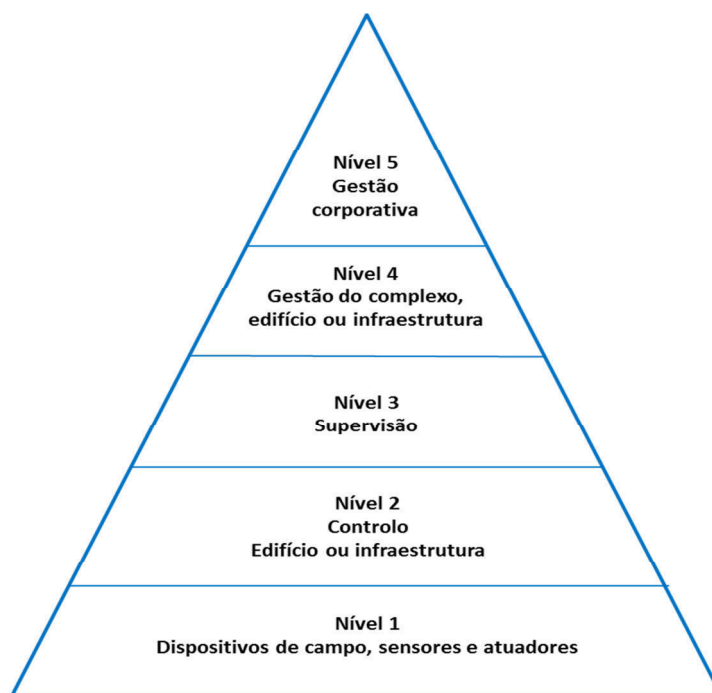 Nível 5
Gestão
corporativa
Nível 4
Gestão do complexo,
edifício ou infraestrutura
Nível 3
Supervisão
Nível 2
Controlo
Edifício ou infraestrutura
Nível 1
Dispositivos de campo, sensores e atuadores